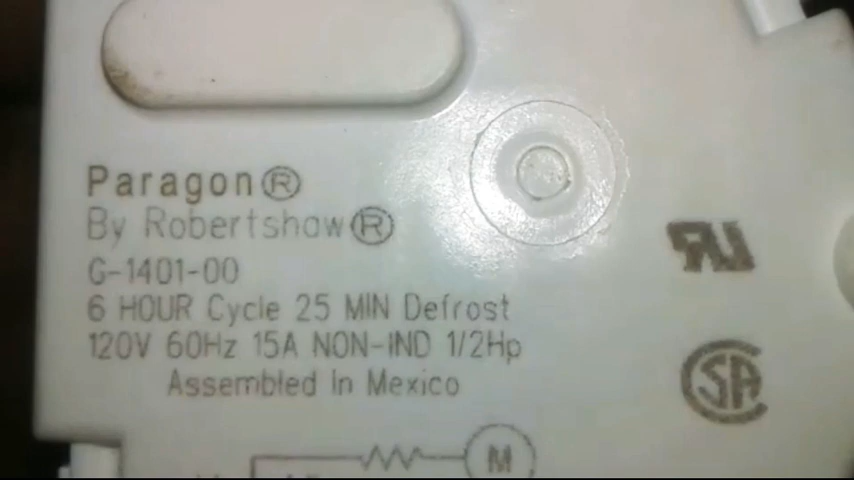 Paragon®
By Robertshaw®
G-1401-00
6 HOUR Cycle 25 MIN Defrost
120V 60Hz 15A NON-IND 1/2Hp
Assembled In Mexico
M